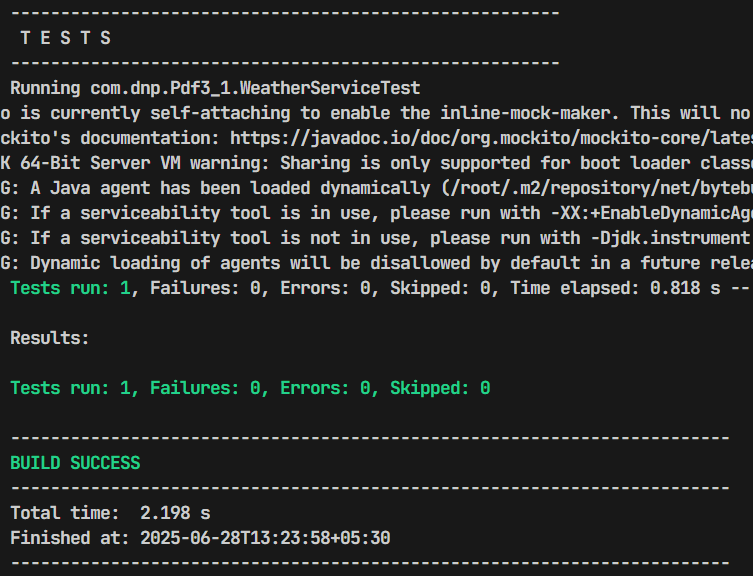 -------------------------------------------------------
T E S T S
-------------------------------------------------------
Running com.dnp.Pdf3_1.WeatherServiceTest
o is currently self-attaching to enable the inline-mock-maker. This will no
ckito's documentation: https://javadoc.io/doc/org.mockito/mockito-core/lates
K 64-Bit Server VM warning: Sharing is only supported for boot loader classe
G: A Java agent has been loaded dynamically (/root/.m2/repository/net/bytebu
G: If a serviceability tool is in use, please run with -XX:+EnableDynamicAge
G: If a serviceability tool is not in use, please run with -Djdk.instrument
G: Dynamic loading of agents will be disallowed by default in a future relea
Tests run: 1, Failures: 0, Errors: 0, Skipped: 0, Time elapsed: 0.818 s --
Results:
Tests run: 1, Failures: 0, Errors: 0, Skipped: 0
------------------------------------------------------------------------
BUILD SUCCESS
------------------------------------------------------------------------
Total time:  2.198 s
Finished at: 2025-06-28T13:23:58+05:30
------------------------------------------------------------------------